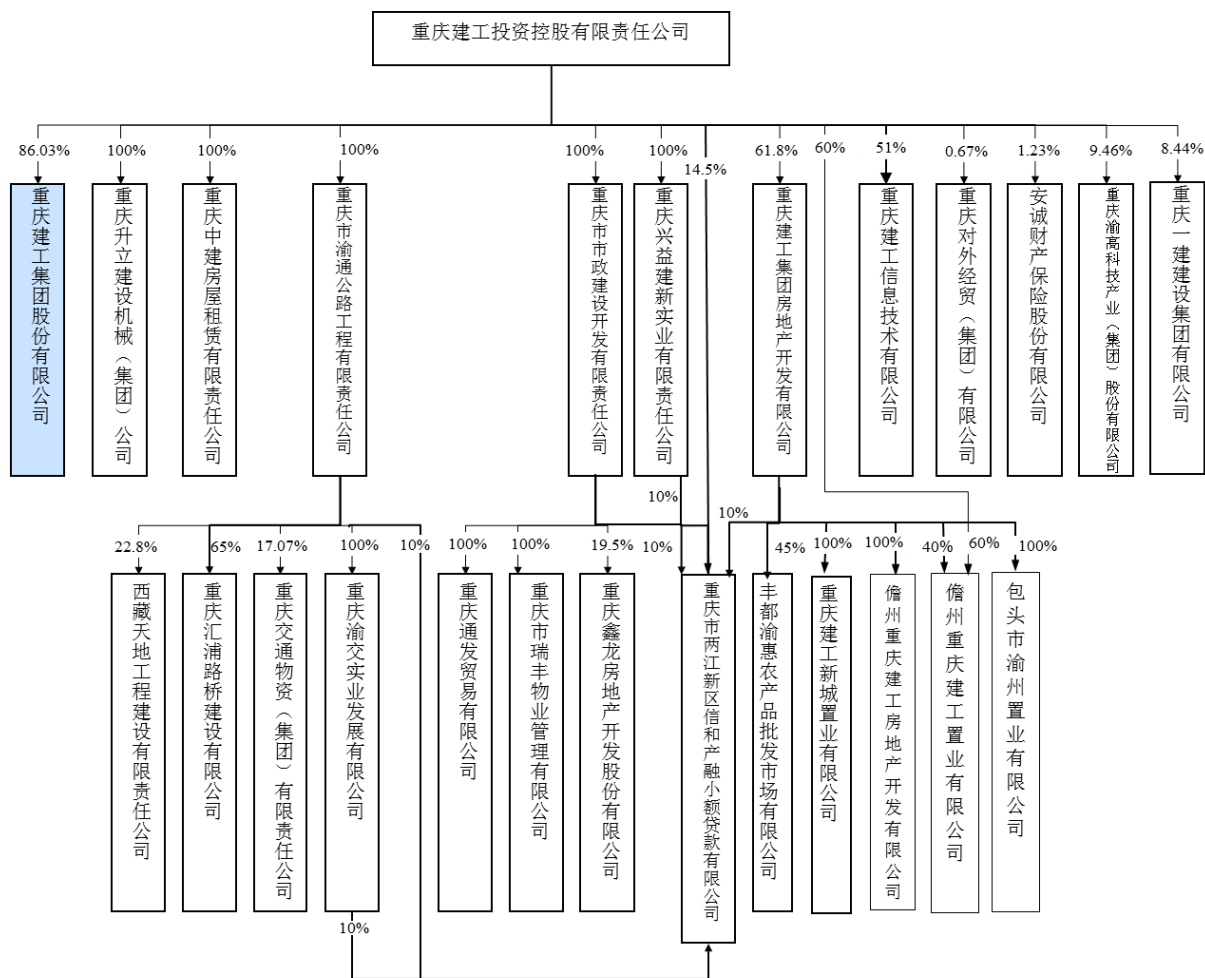 重庆建工投资控股有限责任公司
86.03%
100%
100%
100%
100%
100%
14.5%
61.8%
60%
51%
0.67%
1.23%
9.46%
8.44%
重庆建工集团股份有限公司
重庆升立建设机械（集团）公司
重庆中建房屋租赁有限责任公司
重庆市渝通公路工程有限责任公司
重庆市市政建设开发有限责任公司
重庆兴益建新实业有限责任公司
重庆建工集团房地产开发有限公司
重庆建工信息技术有限公司
重庆对外经贸（集团）有限公司
安诚财产保险股份有限公司
重庆渝高科技产业（集团）股份有限公司
重庆一建建设集团有限公司
10%
10%
22.8%
65%
17.07%
100%
10%
100%
100%
19.5%
10%
45%
100%
100%
40%
60%
100%
西藏天地工程建设有限责任公司
重庆汇浦路桥建设有限公司
重庆交通物资（集团）有限责任公司
重庆渝交实业发展有限公司
重庆通发贸易有限公司
重庆市瑞丰物业管理有限公司
重庆鑫龙房地产开发股份有限公司
重庆市两江新区信和产融小额贷款有限公司
丰都渝惠农产品批发市场有限公司
重庆建工新城置业有限公司
儋州重庆建工房地产开发有限公司
儋州重庆建工置业有限公司
包头市渝州置业有限公司
10%